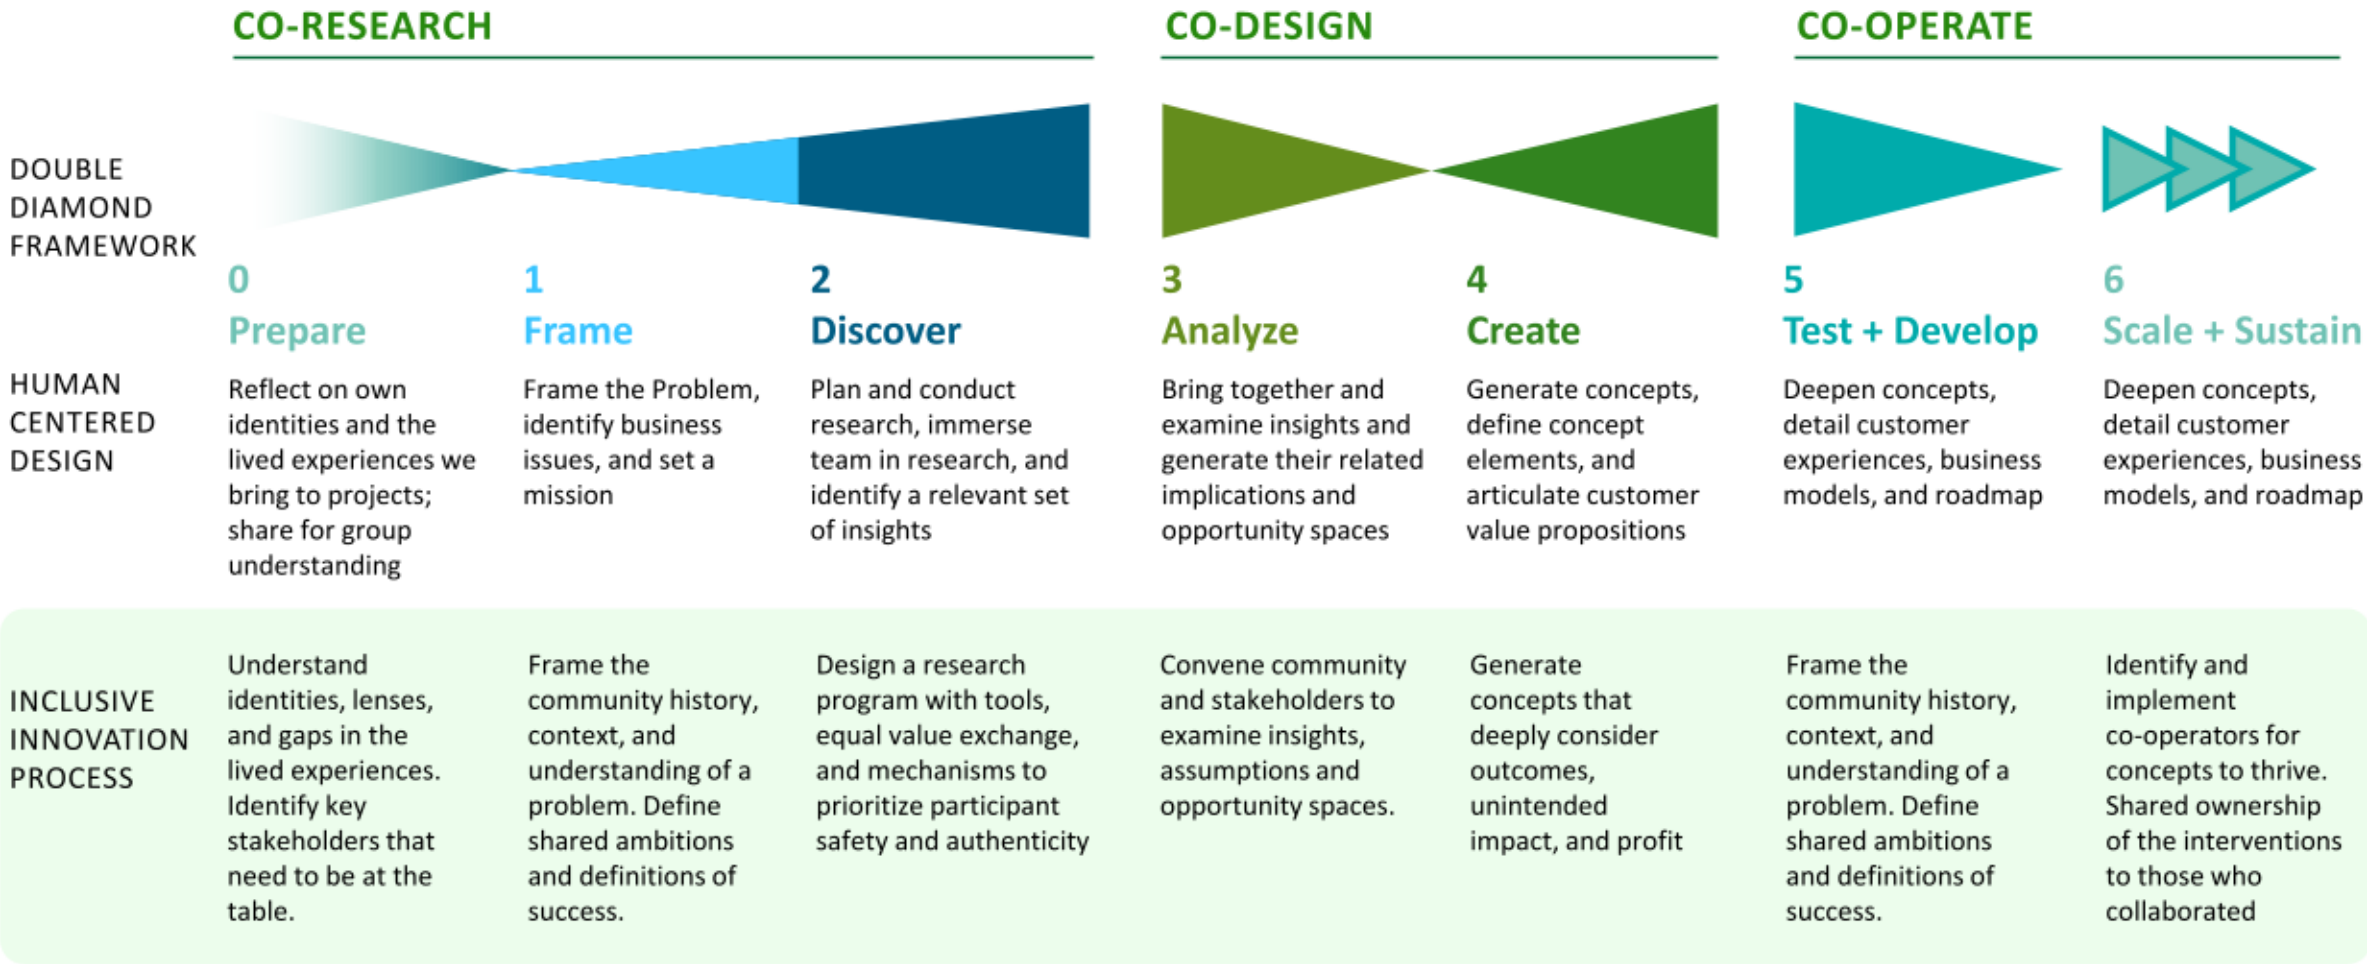 CO-RESEARCH
CO-DESIGN
CO-OPERATE
DOUBLE
DIAMOND
FRAMEWORK
0
Prepare
1
Frame
2
Discover
3
Analyze
4
Create
5
Test + Develop
6
Scale + Sustain
HUMAN
CENTERED
DESIGN
Reflect on own
identities and the
lived experiences we
bring to projects;
share for group
understanding
Frame the Problem,
identify business
issues, and set a
mission
Plan and conduct
research, immerse
team in research, and
identify a relevant set
of insights
Bring together and
examine insights and
generate their related
implications and
opportunity spaces
Generate concepts,
define concept
elements, and
articulate customer
value propositions
Deepen concepts,
detail customer
experiences, business
models, and roadmap
Deepen concepts,
detail customer
experiences, business
models, and roadmap
INCLUSIVE
INNOVATION
PROCESS
Understand
identities, lenses,
and gaps in the
lived experiences.
Identify key
stakeholders that
need to be at the
table.
Frame the
community history,
context, and
understanding of a
problem. Define
shared ambitions
and definitions of
success.
Design a research
program with tools,
equal value exchange,
and mechanisms to
prioritize participant
safety and authenticity
Convene community
and stakeholders to
examine insights,
assumptions and
opportunity spaces.
Generate
concepts that
deeply consider
outcomes,
unintended
impact, and profit
Frame the
community history,
context, and
understanding of a
problem. Define
shared ambitions
and definitions of
success.
Identify and
implement
co-operators for
concepts to thrive.
Shared ownership
of the interventions
to those who
collaborated